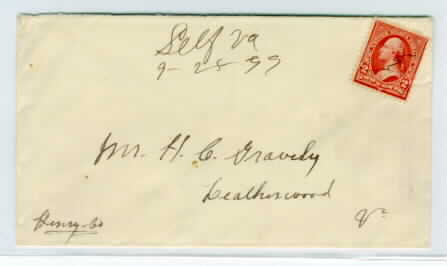 Self Va
9-25 99
Mr. H. C. Gravely
Leatherwood
Va
Henry Co